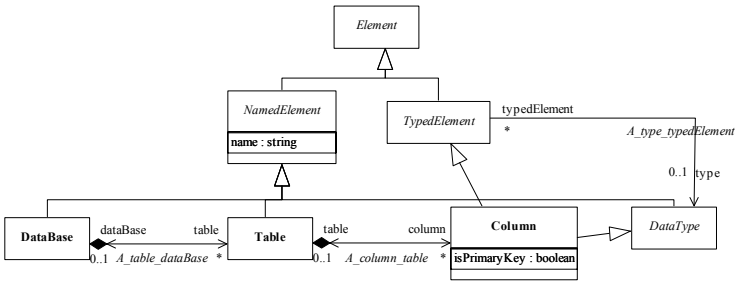 Element
NamedElement
name : string
TypedElement
typedElement
*
A_type_typedElement
0..1 type
DataBase
dataBase
table
0..1 A_table_dataBase *
Table
table
column
0..1 A_column_table *
Column
isPrimaryKey : boolean
DataType